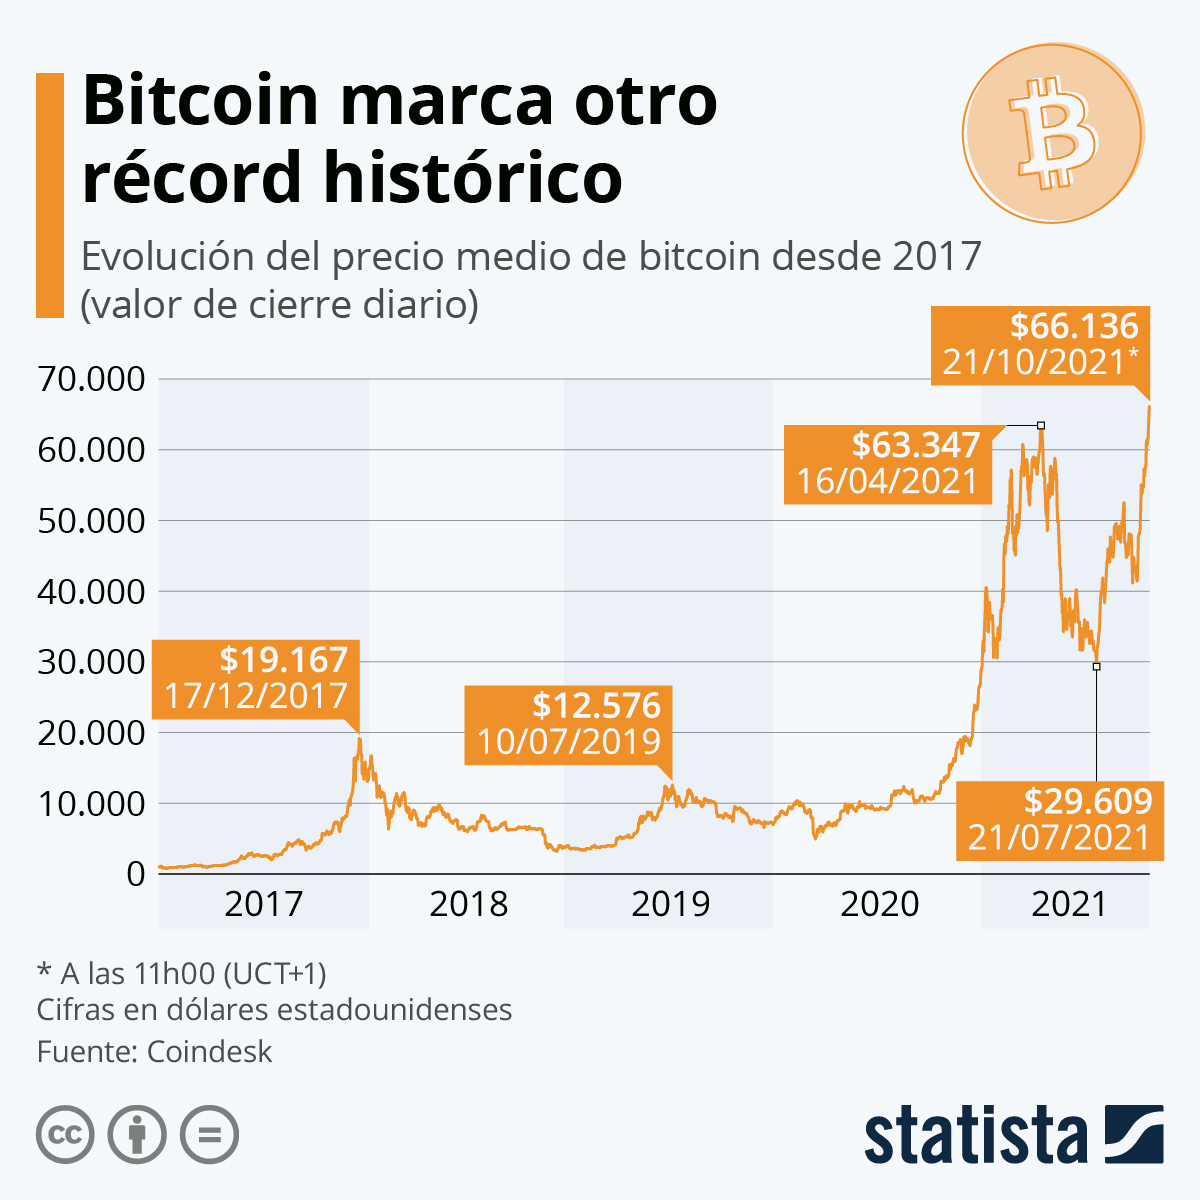 Bitcoin marca otro
récord histórico
Evolución del precio medio de bitcoin desde 2017
(valor de cierre diario)
$66.136
21/10/2021*
70.000
60.000
50.000
40.000
30.000
20.000
10.000
0
$63.347
16/04/2021
$19.167
17/12/2017
$12.576
10/07/2019
$29.609
21/07/2021
2017
2018
2019
2020
2021
* A las 11h00 (UCT+1)
Cifras en dólares estadounidenses
Fuente: Coindesk
cc
statista